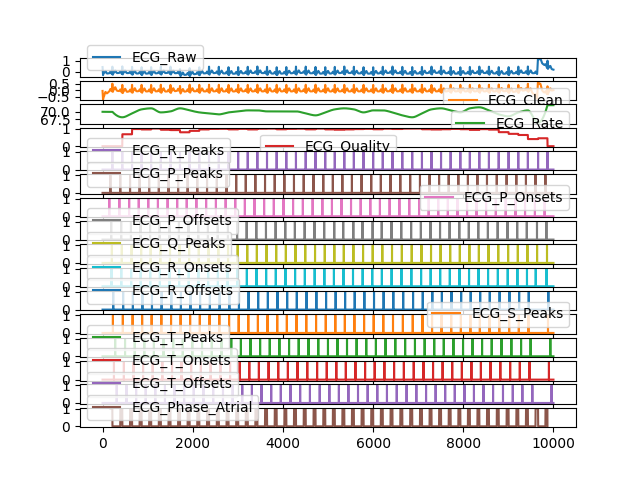 1
0
ECG_Raw
0.5
0.0
−0.5
ECG_Clean
70.0
67.5
ECG_Rate
1
0
ECG_Quality
1
0
ECG_R_Peaks
1
0
ECG_P_Peaks
1
0
ECG_P_Onsets
1
0
ECG_P_Offsets
1
0
ECG_Q_Peaks
1
0
ECG_R_Onsets
1
0
ECG_R_Offsets
1
0
ECG_S_Peaks
1
0
ECG_T_Peaks
1
0
ECG_T_Onsets
1
0
ECG_T_Offsets
1
0
ECG_Phase_Atrial
0 2000 4000 6000 8000 10000